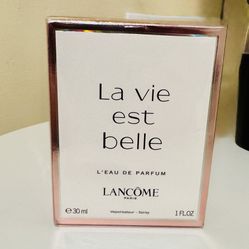 La vie
est
belle
L'EAU DE PARFUM
LANCÔME
PARIS
e 30 ml Vaporisateur - Spray 1 FL.OZ